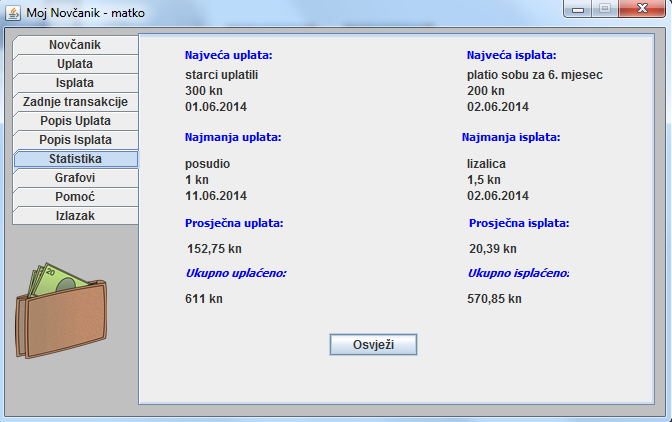 Moj Novčanik - matko
Novčanik
Uplata
Isplata
Zadnje transakcije
Popis Uplata
Popis Isplata
Statistika
Grafovi
Pomoć
Izlazak
20
Najveća uplata:
starci uplatili
300 kn
01.06.2014
Najveća isplata:
platio sobu za 6. mjesec
200 kn
02.06.2014
Najmanja uplata:
posudio
1 kn
11.06.2014
Najmanja isplata:
lizalica
1,5 kn
02.06.2014
Prosječna uplata:
152,75 kn
Prosječna isplata:
20,39 kn
Ukupno uplaćeno:
611 kn
Ukupno isplaćeno:
570,85 kn
Osvježi